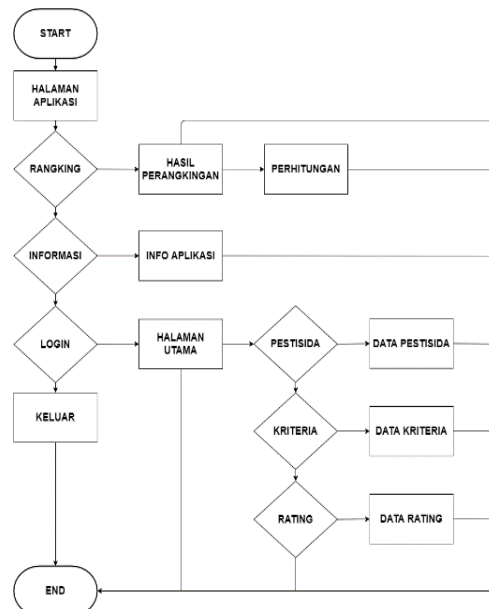 START
HALAMAN
APLIKASI
RANGKING
HASIL
PERANGKINGAN
PERHITUNGAN
INFORMASI
INFO APLIKASI
LOGIN
HALAMAN
UTAMA
PESTISIDA
DATA PESTISIDA
KELUAR
KRITERIA
DATA KRITERIA
RATING
DATA RATING
END